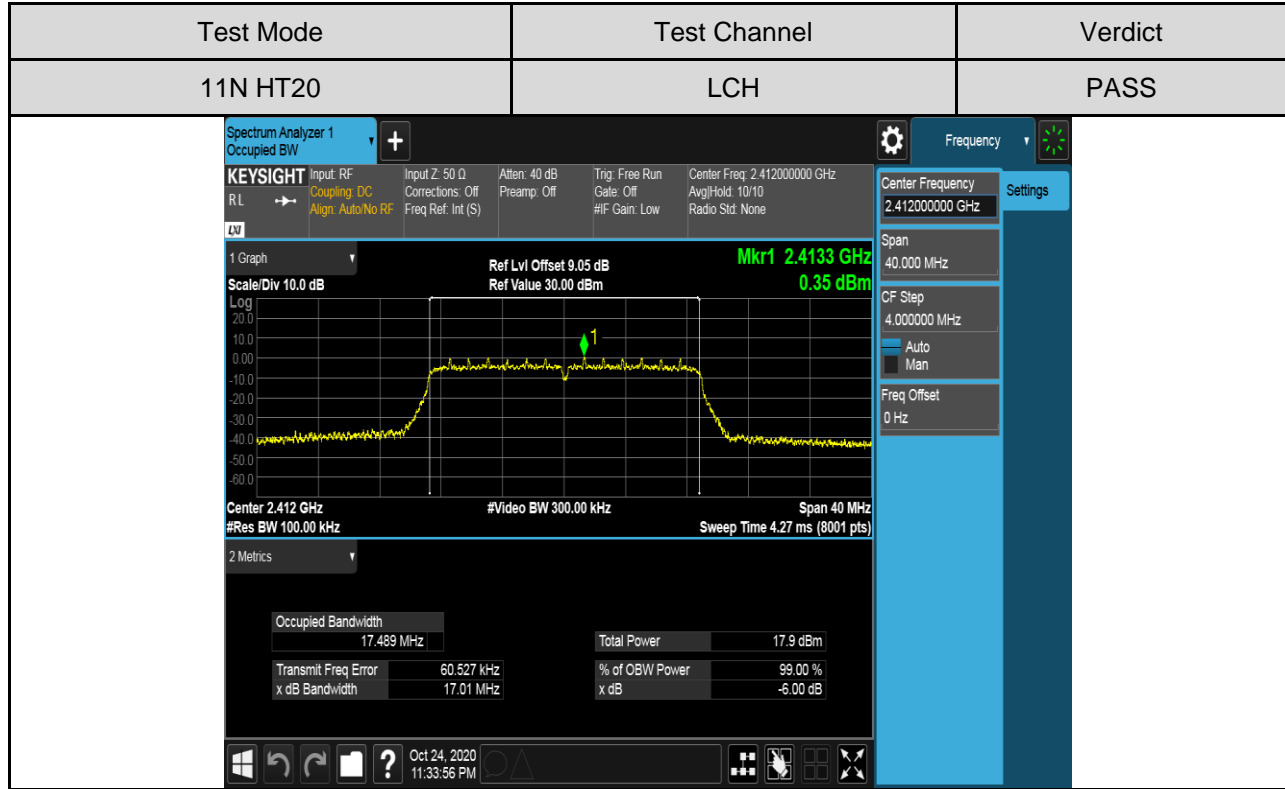 Test Mode Test Channel Verdict
11N HT20 LCH PASS
Spectrum Analyzer 1
Occupied BW
+
Frequency
KEYSIGHT Input: RF Input Z: 50 Ω Atten: 40 dB Trig: Free Run Center Freq: 2.412000000 GHz
RL Coupling: DC Corrections: Off Preamp: Off Gate: Off Avg|Hold: 10/10
Align: Auto/No RF Freq Ref: Int (S) #IF Gain: Low Radio Std: None
LXI
Center Frequency
2.412000000 GHz
Settings
Span
40.000 MHz
CF Step
4.000000 MHz
Auto
Man
Freq Offset
0 Hz
1 Graph
Ref Lvl Offset 9.05 dB Mkr1 2.4133 GHz
Scale/Div 10.0 dB Ref Value 30.00 dBm 0.35 dBm
Log
20.0
10.0
1
0.00
-10.0
-20.0
-30.0
-40.0
-50.0
-60.0
Center 2.412 GHz #Video BW 300.00 kHz Span 40 MHz
#Res BW 100.00 kHz Sweep Time 4.27 ms (8001 pts)
2 Metrics
Occupied Bandwidth
17.489 MHz Total Power 17.9 dBm
Transmit Freq Error 60.527 kHz % of OBW Power 99.00 %
x dB Bandwidth 17.01 MHz x dB -6.00 dB
? Oct 24, 2020
11:33:56 PM